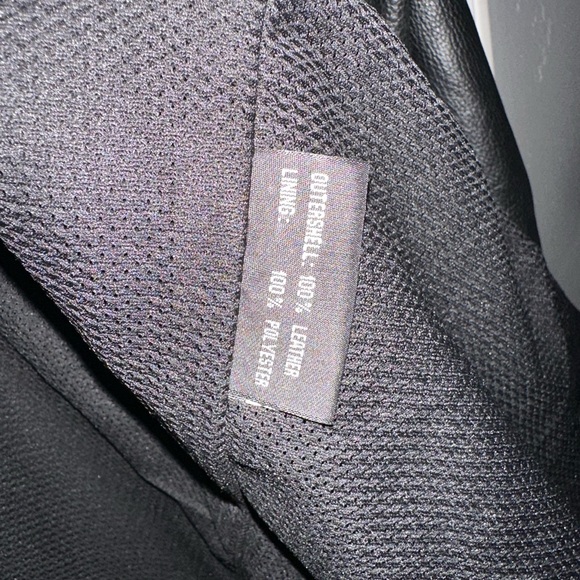 OUTERSHELL: 100% LEATHER
LINING: 100% POLYESTER